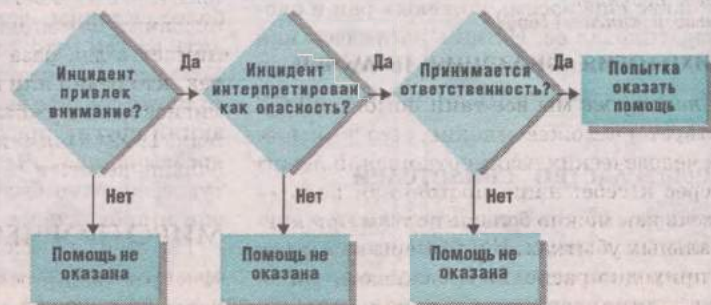 Инцидент
привлек
внимание?
Да
Инцидент
интерпретирован
как опасность?
Да
Принимается
ответственность?
Да
Попытка
оказать
помощь
Нет
Нет
Нет
Помощь не
оказана
Помощь не
оказана
Помощь не
оказана